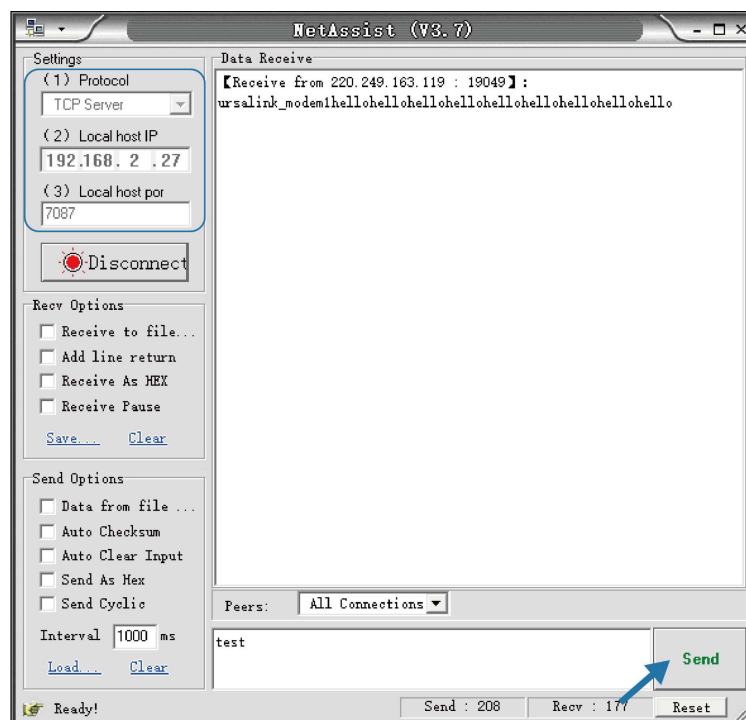 NetAssist (V3.7)
Settings
(1) Protocol
TCP Server
(2) Local host IP
192.168. 2 .27
(3) Local host por
7087
Disconnect
Recv Options
Receive to file...
Add line return
Receive As HEX
Receive Pause
Save... Clear
Send Options
Data from file ...
Auto Checksum
Auto Clear Input
Send As Hex
Send Cyclic
Interval 1000 ms
Load... Clear
Data Receive
【Receive from 220.249.163.119 : 19049】:
ursalink_modem1hellohellohellohellohellohellohellohellohello
Peers: All Connections
test
Send
Ready!
Send : 208
Recv : 177
Reset